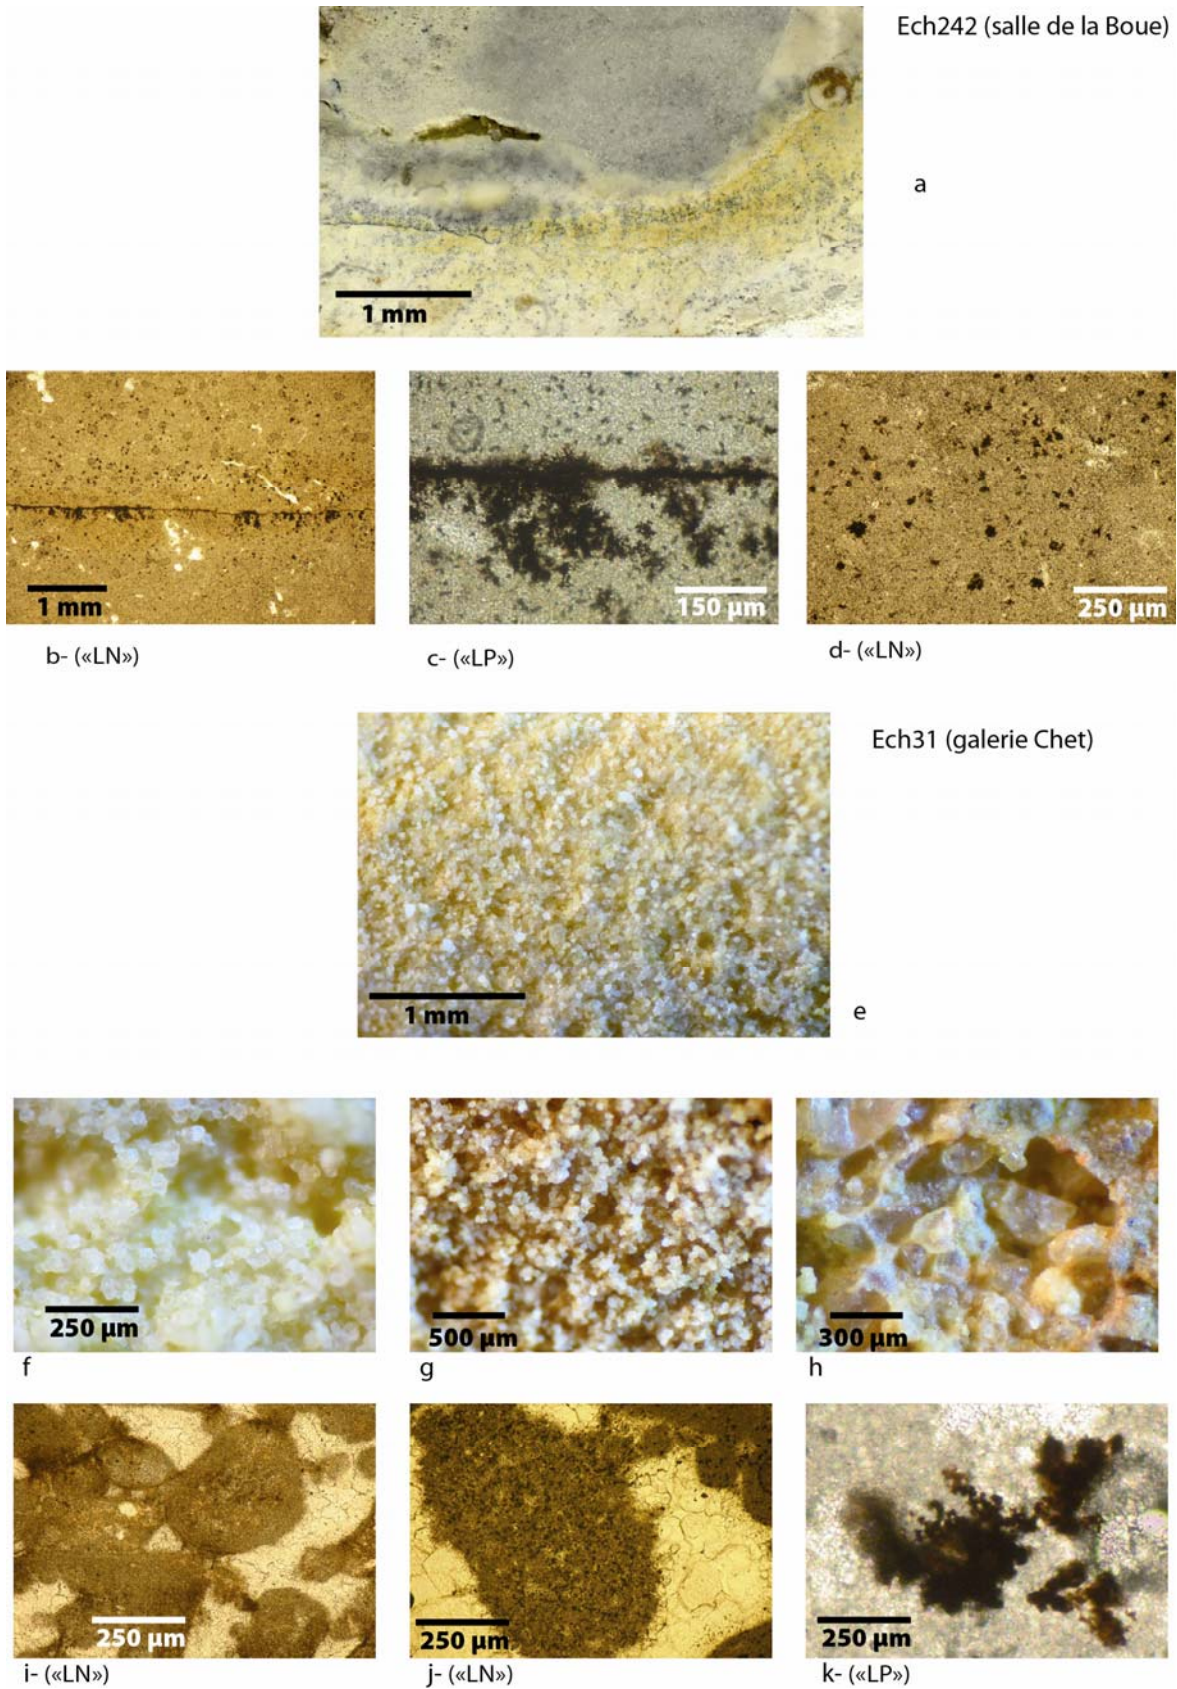 Ech242 (salle de la Boue)
a
1 mm
1 mm
150 µm
250 µm
b- («LN»)
c- («LP»)
d- («LN»)
Ech31 (galerie Chet)
1 mm
e
250 µm
500 µm
300 µm
f
g
h
250 µm
250 µm
250 µm
i- («LN»)
j- («LN»)
k- («LP»)